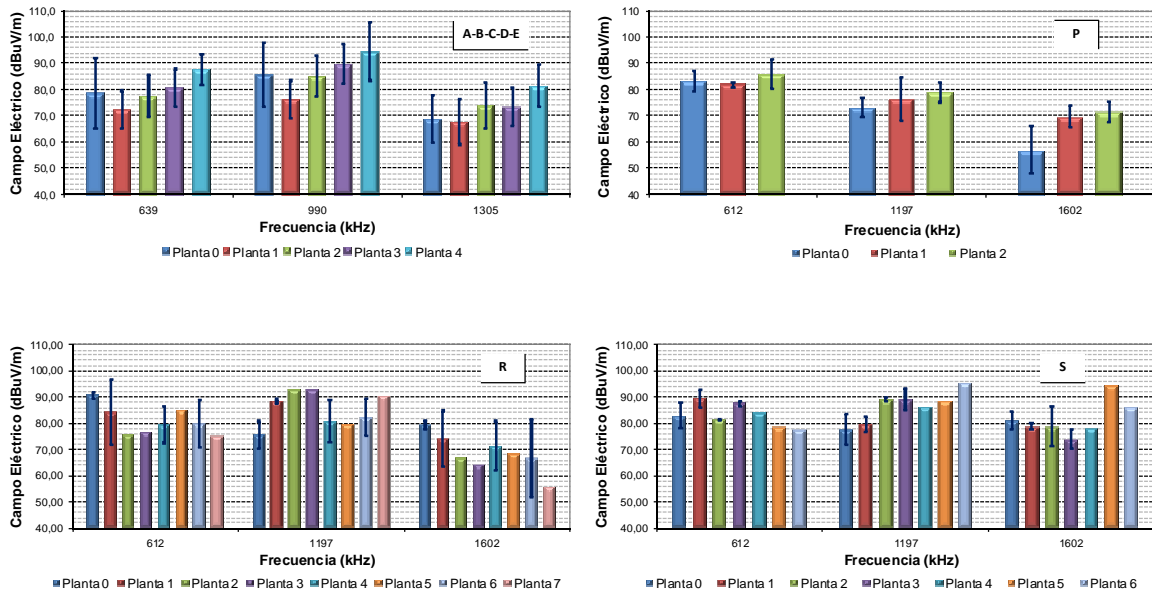 A-B-C-D-E
Campo Eléctrico (dBuV/m)
110,0
100,0
90,0
80,0
70,0
60,0
50,0
40,0
639
990
1305
Frecuencia (kHz)
Planta 0 Planta 1 Planta 2 Planta 3 Planta 4
P
Campo Eléctrico (dBuV/m)
110
100
90
80
70
60
50
40
612
1197
1602
Frecuencia (kHz)
Planta 0 Planta 1 Planta 2
R
Campo Eléctrico (dBuV/m)
110,00
100,00
90,00
80,00
70,00
60,00
50,00
40,00
612
1197
1602
Frecuencia (kHz)
Planta 0 Planta 1 Planta 2 Planta 3 Planta 4 Planta 5 Planta 6 Planta 7
S
Campo Eléctrico (dBuV/m)
110,00
100,00
90,00
80,00
70,00
60,00
50,00
40,00
612
1197
1602
Frecuencia (kHz)
Planta 0 Planta 1 Planta 2 Planta 3 Planta 4 Planta 5 Planta 6